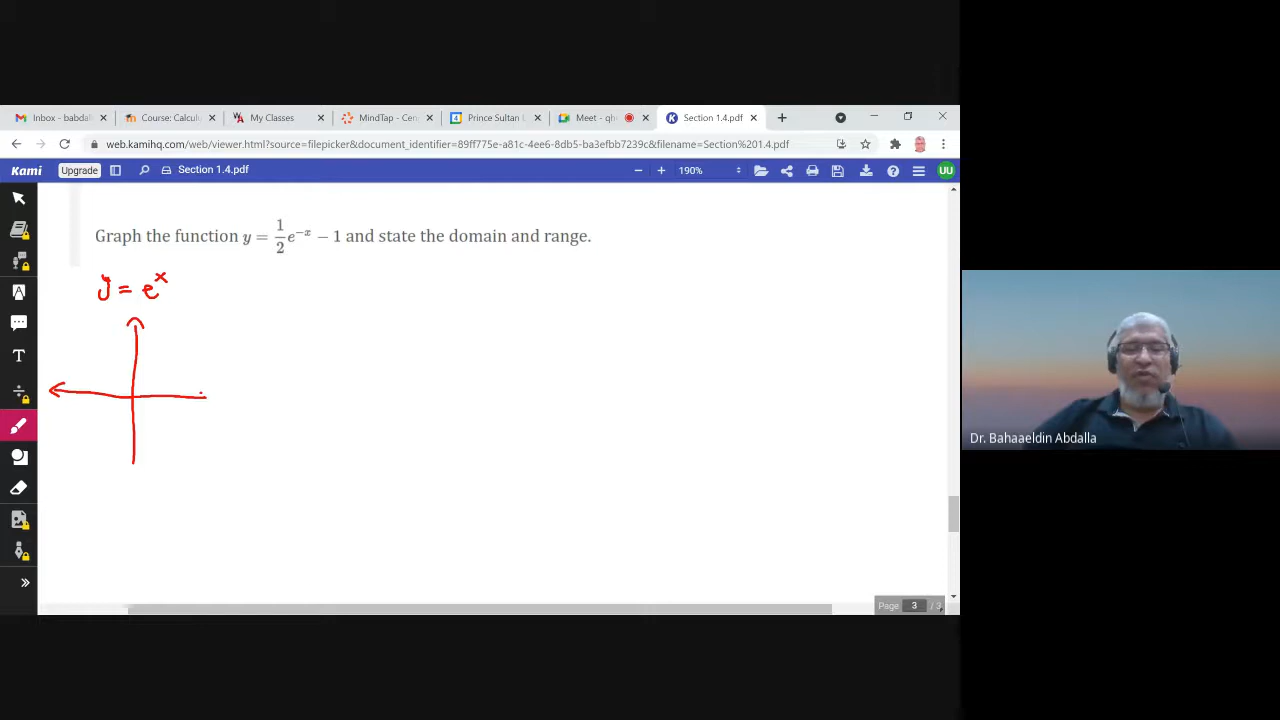 Inbox - babdal
Course: Calcul
My Classes
MindTap - Cen
Prince Sultan
Meet - qh
Section 1.4.pdf
web.kamihq.com/web/viewer.html?source=filepicker&document_identifier=89ff775e-a81c-4ee6-8db5-ba3efbb7239c&filename=Section%201.4.pdf
Kami Upgrade Section 1.4.pdf 190% UU
Graph the function y = 1/2 e^{-x} − 1 and state the domain and range.
y = e^x
Dr. Bahaaeldin Abdalla
Page 3 / 3